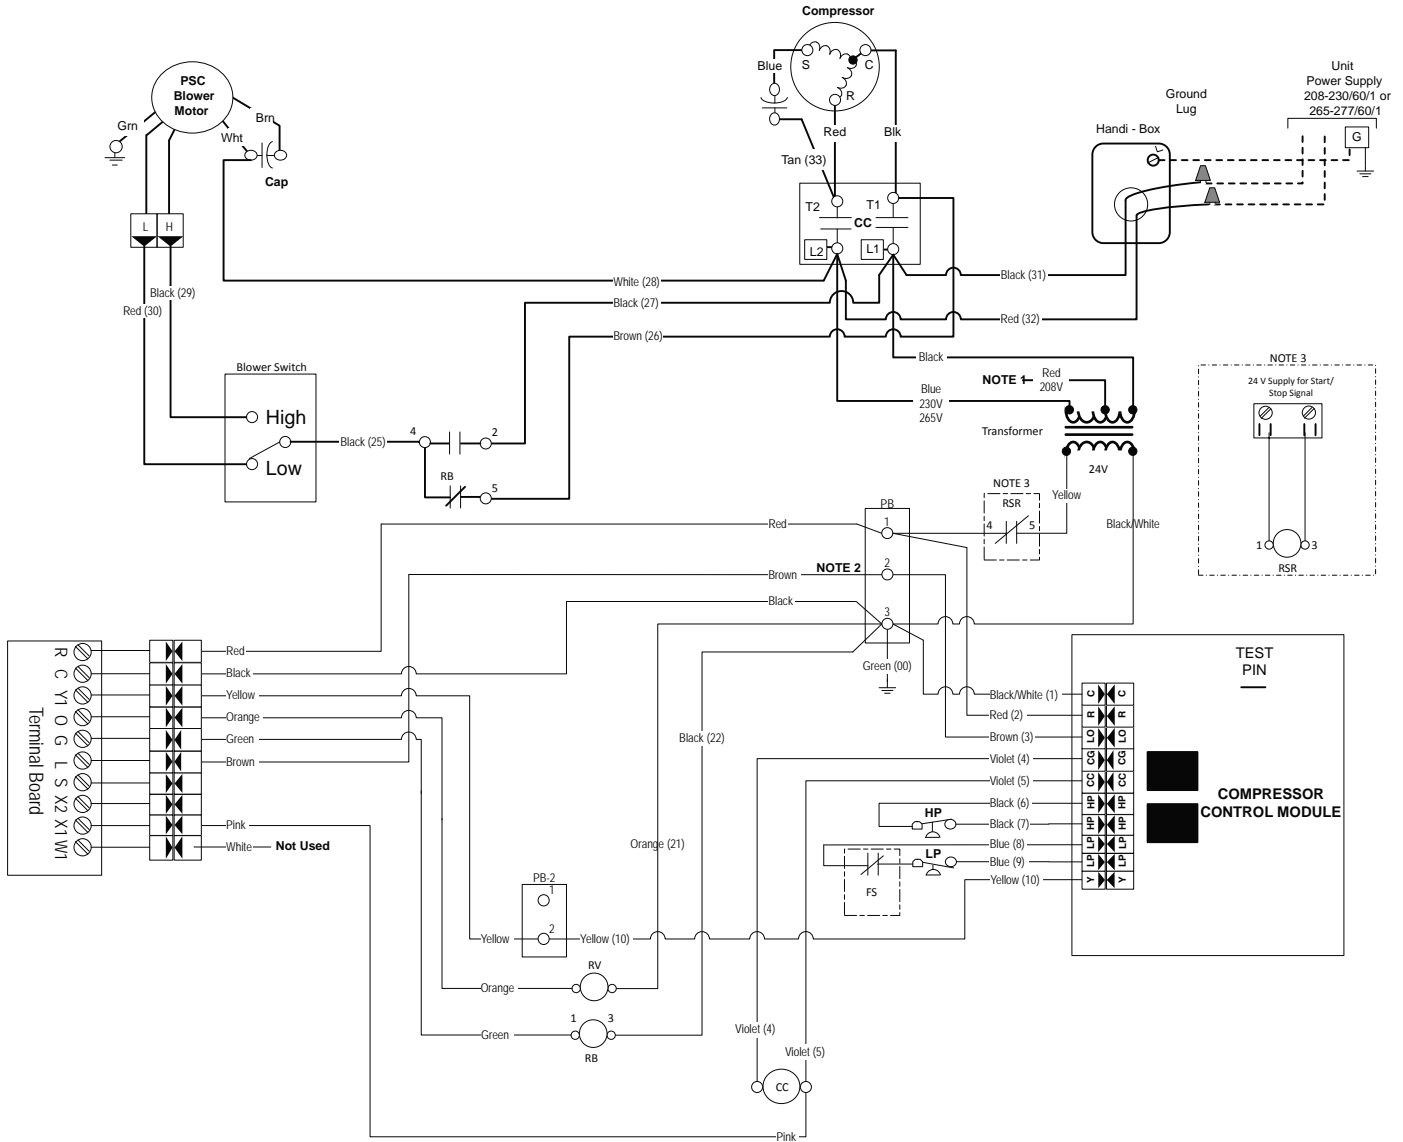 Compressor
S
C
R
Blue
Red
Blk
Tan (33)
T2
T1
CC
L2
L1
PSC
Blower
Motor
Grn
Wht
Brn
Cap
L
H
Black (29)
Red (30)
Unit
Power Supply
208-230/60/1 or
265-277/60/1
G
Ground
Lug
Handi - Box
White (28)
Black (27)
Brown (26)
Black (31)
Red (32)
Black
Blower Switch
High
Low
Black (25)
4
2
RB
5
NOTE 1
Red
208V
Blue
230V
265V
Transformer
24V
Yellow
Black/White
NOTE 3
24 V Supply for Start/
Stop Signal
1
3
RSR
NOTE 3
RSR
4
5
PB
1
NOTE 2
2
3
Red
Brown
Black
Green (00)
Terminal Board
R
C
Y1
O
G
L
S
X2
X1
W1
Red
Black
Yellow
Orange
Green
Brown
Pink
White
Not Used
Black (22)
Orange (21)
PB-2
1
2
Yellow
Yellow (10)
RV
Orange
1
3
Green
RB
Violet (4)
Violet (5)
CC
Pink
TEST
PIN
COMPRESSOR
CONTROL MODULE
Black/White (1)
C
C
Red (2)
R
R
Brown (3)
LO
LO
Violet (4)
CG
CG
Violet (5)
CC
CC
Black (6)
HP
HP
HP
Black (7)
HP
HP
Blue (8)
LP
LP
LP
Blue (9)
LP
LP
FS
Yellow (10)
Y
Y